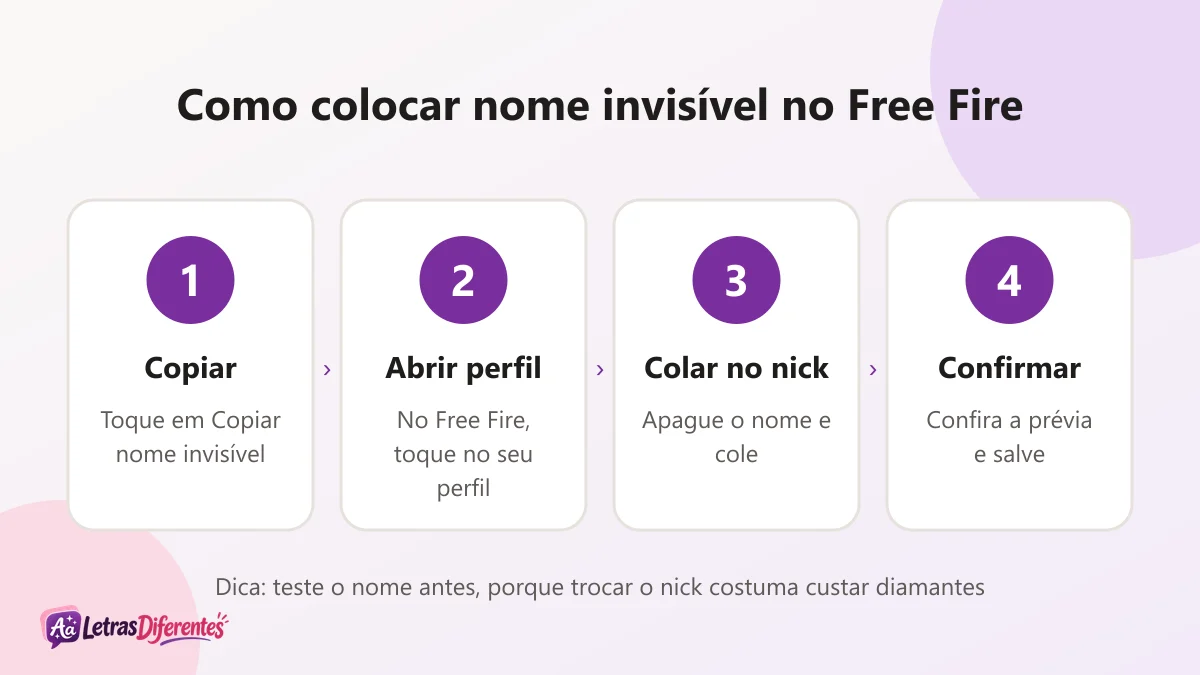 Como colocar nome invisível no Free Fire
1
Copiar
Toque em Copiar
nome invisível
›
2
Abrir perfil
No Free Fire,
toque no seu
perfil
›
3
Colar no nick
Apague o nome e
cole
›
4
Confirmar
Confira a prévia
e salve
Dica: teste o nome antes, porque trocar o nick costuma custar diamantes
Aa LetrasDiferentes